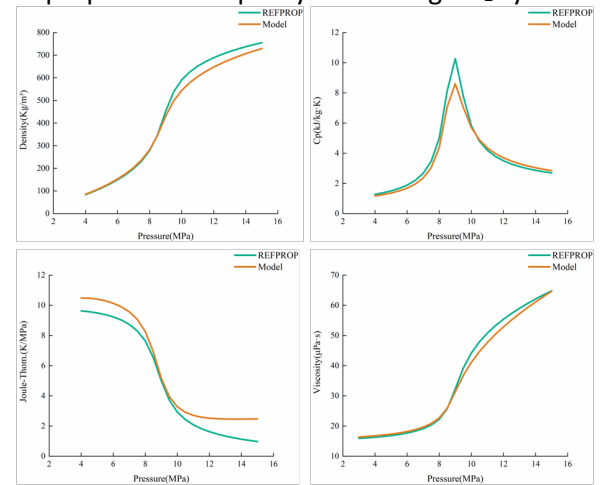 REFPROP
Model
Density(Kg/m³)
800
700
600
500
400
300
200
100
0
2 4 6 8 10 12 14 16
Pressure(MPa)
REFPROP
Model
Cp(kJ/kg·K)
12
10
8
6
4
2
0
2 4 6 8 10 12 14 16
Pressure(MPa)
REFPROP
Model
Joule-Thom.(K/MPa)
12
10
8
6
4
2
0
2 4 6 8 10 12 14 16
Pressure(MPa)
REFPROP
Model
Viscosity(μPa·s)
70
60
50
40
30
20
10
0
2 4 6 8 10 12 14 16
Pressure(MPa)